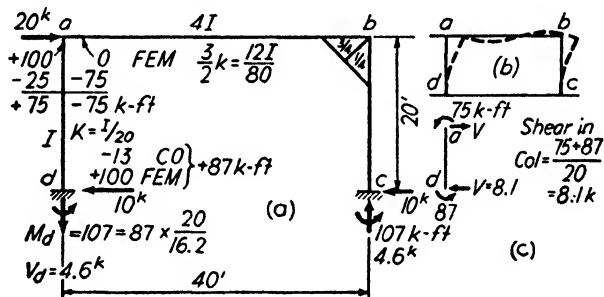 20ᵏ a 4I b
+100 0 FEM 3/2 k = 12I/80 3/4 1/4
-25 -75
+75 -75 k-ft
I K = I/20
-13 CO
+100 FEM } +87 k-ft
d 10ᵏ (a) 10ᵏ c
20'
M_d = 107 = 87 × 20/16.2
107 k-ft
V_d = 4.6ᵏ 4.6ᵏ
40'
a b
(b)
d c
75 k-ft
a V
d V = 8.1
87
Shear in
Col = 75+87/20
= 8.1 k
(c)